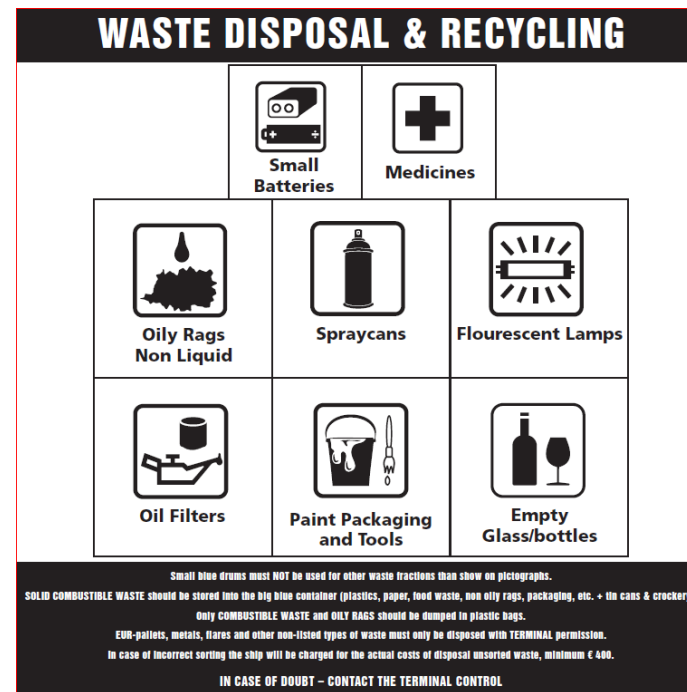 WASTE DISPOSAL & RECYCLING
Small
Batteries
Medicines
Oily Rags
Non Liquid
Spraycans
Flourescent Lamps
Oil Filters
Paint Packaging
and Tools
Empty
Glass/bottles
Small blue drums must NOT be used for other waste fractions than show on pictographs.
SOLID COMBUSTIBLE WASTE should be stored into the big blue container (plastics, paper, food waste, non oily rags, packaging, etc. + tin cans & crockery
Only COMBUSTIBLE WASTE and OILY RAGS should be dumped in plastic bags.
EUR-pallets, metals, flares and other non-listed types of waste must only be disposed with TERMINAL permission.
In case of incorrect sorting the ship will be charged for the actual costs of disposal unsorted waste, minimum € 400.
IN CASE OF DOUBT – CONTACT THE TERMINAL CONTROL